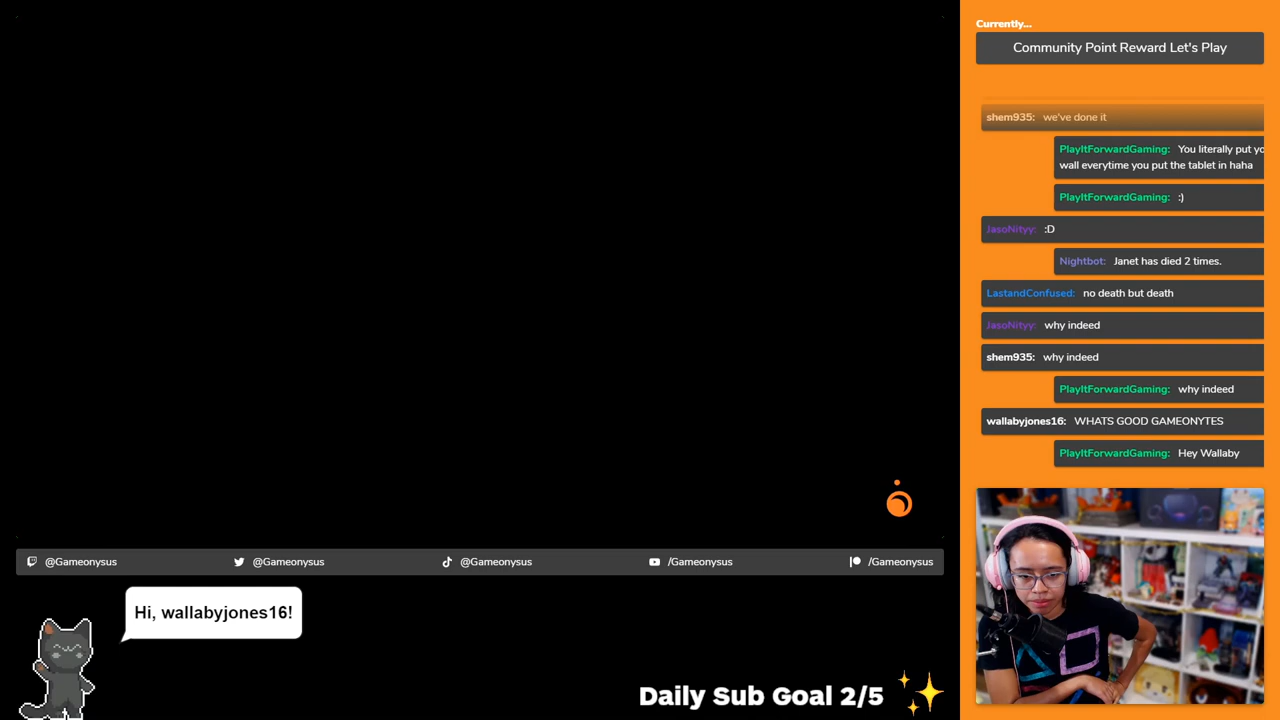 Currently...
Community Point Reward Let's Play
shem935: we've done it
PlayItForwardGaming: You literally put
wall everytime you put the tablet in haha
PlayItForwardGaming: :)
JasoNityy: :D
Nightbot: Janet has died 2 times.
LastandConfused: no death but death
JasoNityy: why indeed
shem935: why indeed
PlayItForwardGaming: why indeed
wallabyjones16: WHATS GOOD GAMEONYTES
PlayItForwardGaming: Hey Wallaby
@Gameonysus @Gameonysus @Gameonysus /Gameonysus /Gameonysus
Hi, wallabyjones16!
Daily Sub Goal 2/5